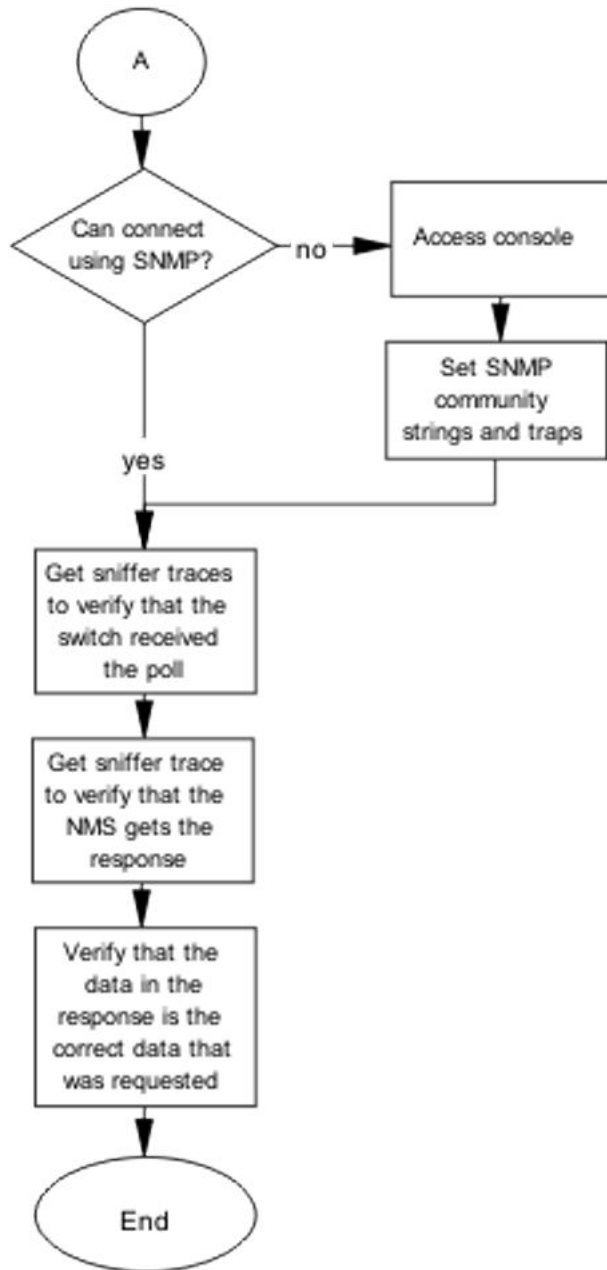 A
Can connect
using SNMP?
no
Access console
Set SNMP
community
strings and traps
yes
Get sniffer traces
to verify that the
switch received
the poll
Get sniffer trace
to verify that the
NMS gets the
response
Verify that the
data in the
response is the
correct data that
was requested
End